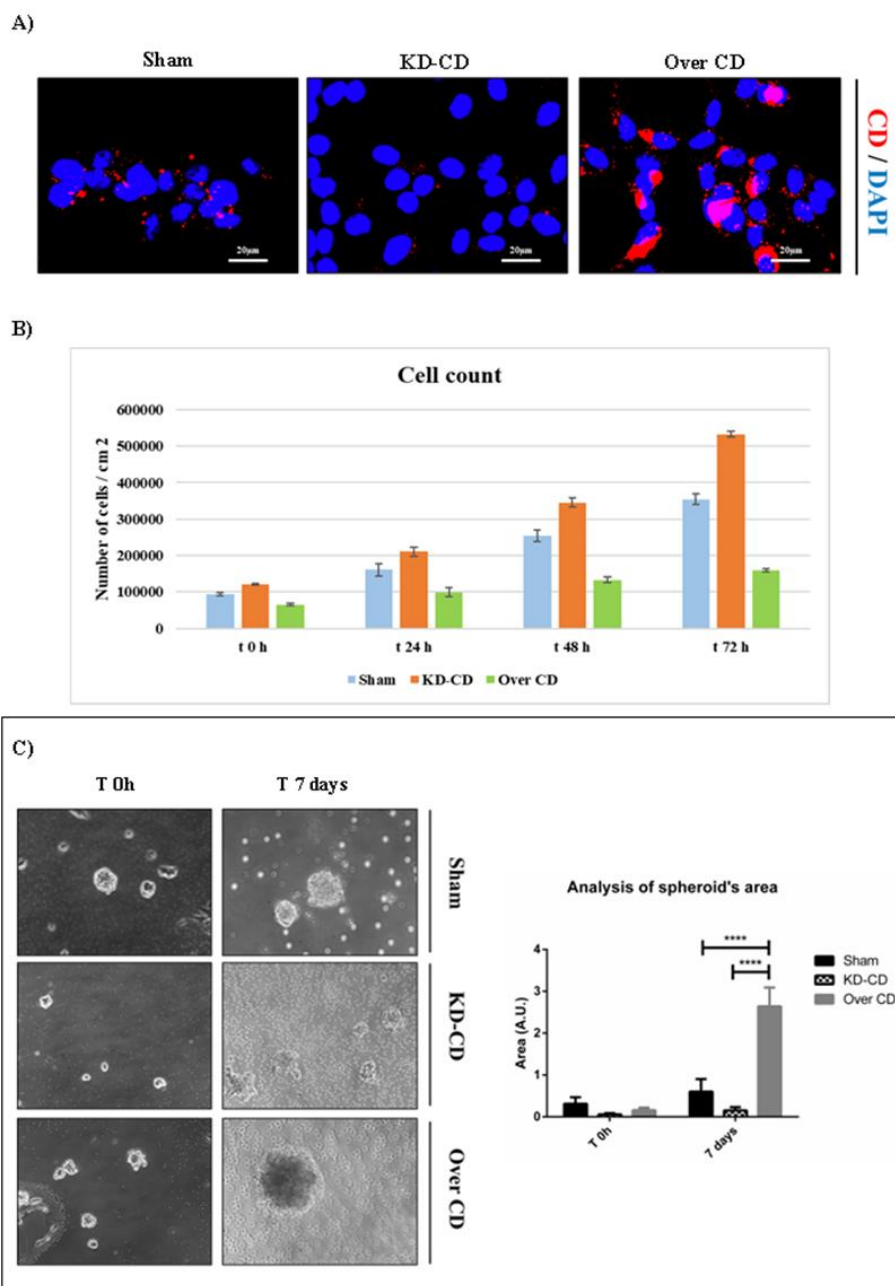 A)
Sham KD-CD Over CD
20µm 20µm 20µm
CD / DAPI
B)
Cell count
Number of cells / cm 2
600000
500000
400000
300000
200000
100000
0
t 0 h t 24 h t 48 h t 72 h
Sham KD-CD Over CD
C)
T 0h T 7 days
Sham
KD-CD
Over CD
Analysis of spheroid's area
Area (A.U.)
4
3
2
1
0
****
****
T 0h 7 days
Sham
KD-CD
Over CD